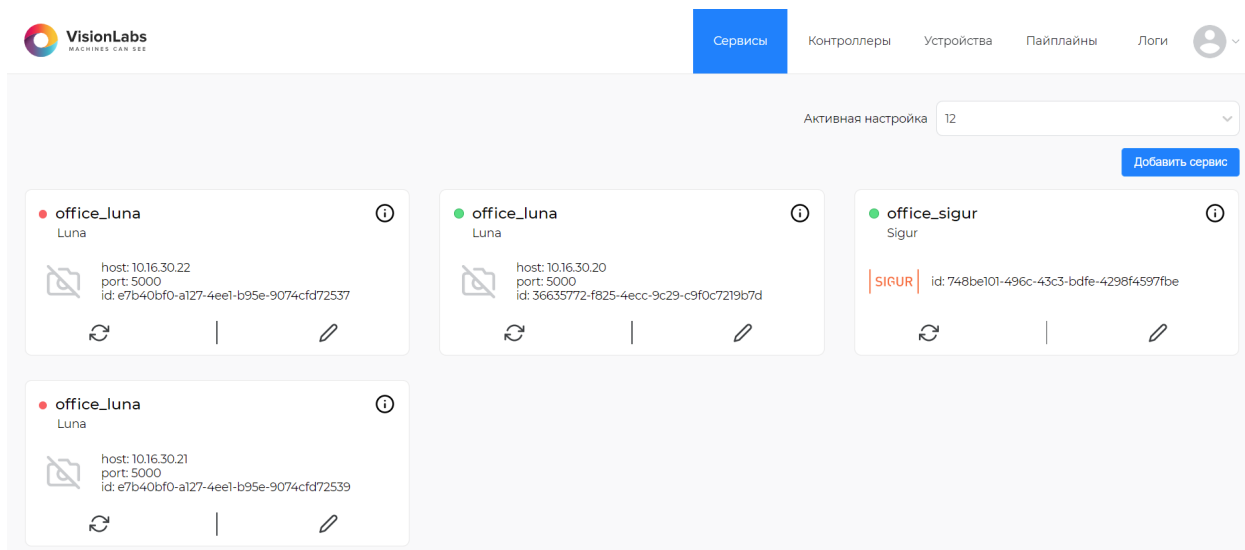 VisionLabs
MACHINES CAN SEE
Сервисы
Контроллеры
Устройства
Пайплайны
Логи
Активная настройка
12
Добавить сервис
office_luna
Luna
host: 10.16.30.22
port: 5000
id: e7b40bf0-a127-4ee1-b95e-9074cfd72537
office_luna
Luna
host: 10.16.30.20
port: 5000
id: 36635772-f825-4ecc-9c29-c9f0c7219b7d
office_sigur
Sigur
SIGUR
id: 748be101-496c-43c3-bdfe-4298f4597fbe
office_luna
Luna
host: 10.16.30.21
port: 5000
id: e7b40bf0-a127-4ee1-b95e-9074cfd72539